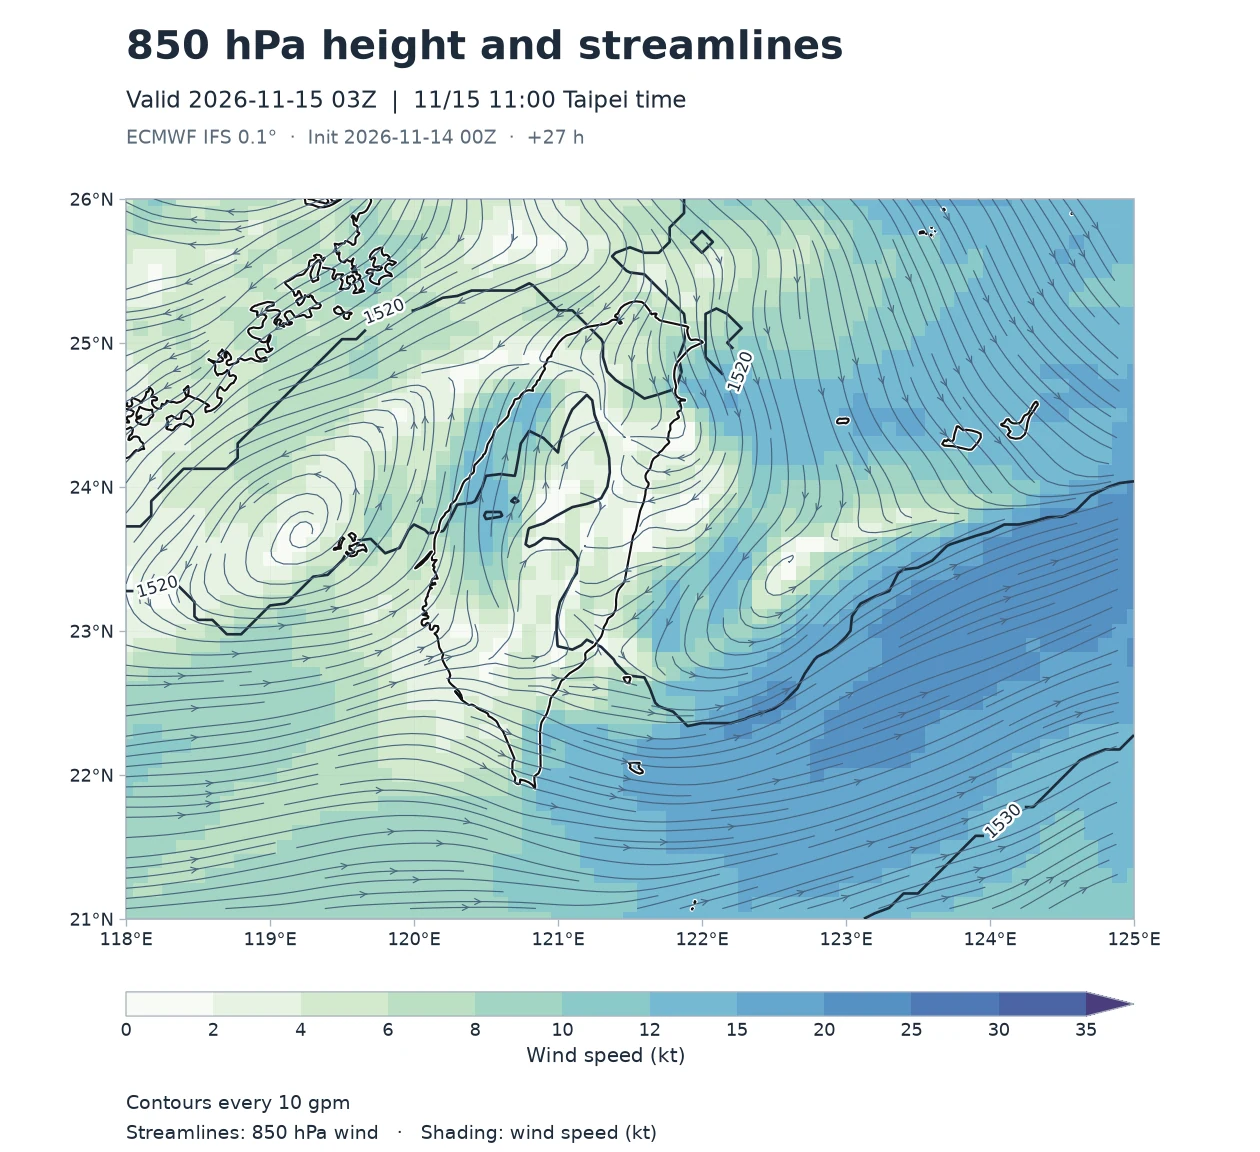 850 hPa height and streamlines
Valid 2026-11-15 03Z | 11/15 11:00 Taipei time
ECMWF IFS 0.1° · Init 2026-11-14 00Z · +27 h
26°N
1520
25°N
1520
24°N
1520
23°N
22°N
1530
21°N
118°E 119°E 120°E 121°E 122°E 123°E 124°E 125°E
0 2 4 6 8 10 12 15 20 25 30 35
Wind speed (kt)
Contours every 10 gpm
Streamlines: 850 hPa wind · Shading: wind speed (kt)